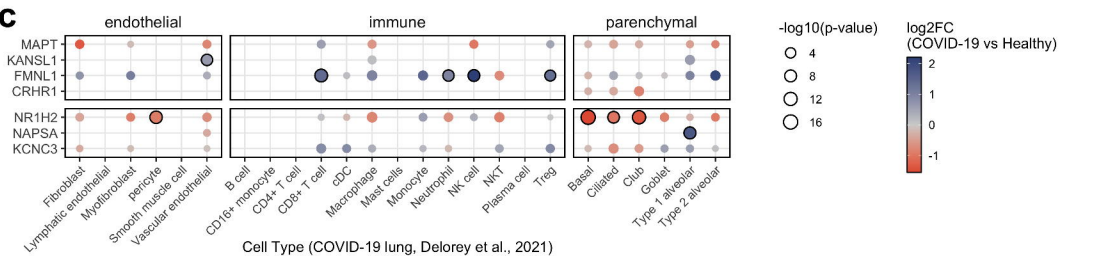 C
endothelial
immune
parenchymal
MAPT
KANSL1
FMNL1
CRHR1
NR1H2
NAPSA
KCNC3
Fibroblast
Lymphatic endothelial
Myofibroblast
pericyte
Smooth muscle cell
Vascular endothelial
B cell
CD16+ monocyte
CD4+ T cell
CD8+ T cell
cDC
Macrophage
Mast cells
Monocyte
Neutrophil
NK cell
NKT
Plasma cell
Treg
Basal
Ciliated
Club
Goblet
Type 1 alveolar
Type 2 alveolar
Cell Type (COVID-19 lung, Delorey et al., 2021)
-log10(p-value)
4
8
12
16
log2FC
(COVID-19 vs Healthy)
2
1
0
-1